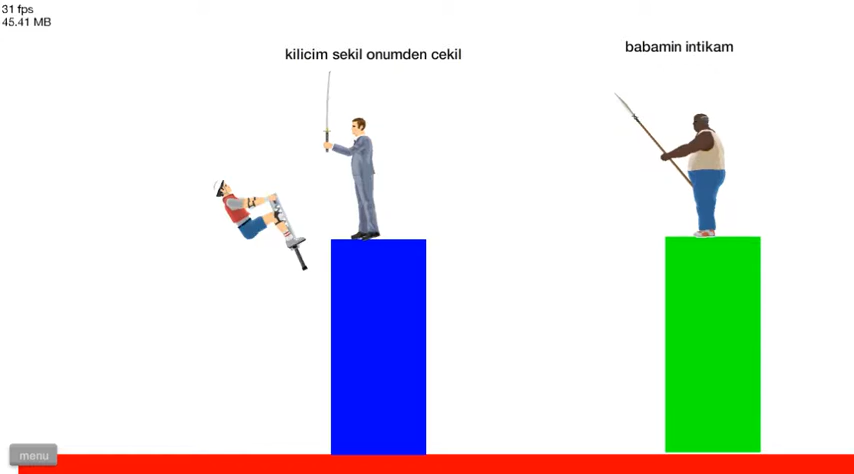 31 fps
45.41 MB
kilicim sekil onumden cekil
babamin intikam
menu